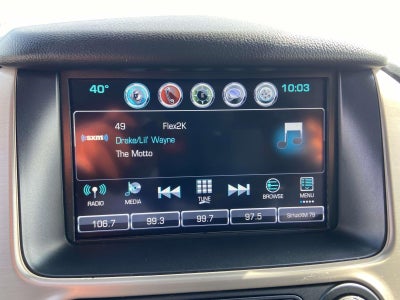 40° 10:03
49 Flex2K
((sxm))
Drake/Lil' Wayne
The Motto
RADIO MEDIA TUNE BROWSE MENU
106.7 99.3 99.7 97.5 SiriusXM 79